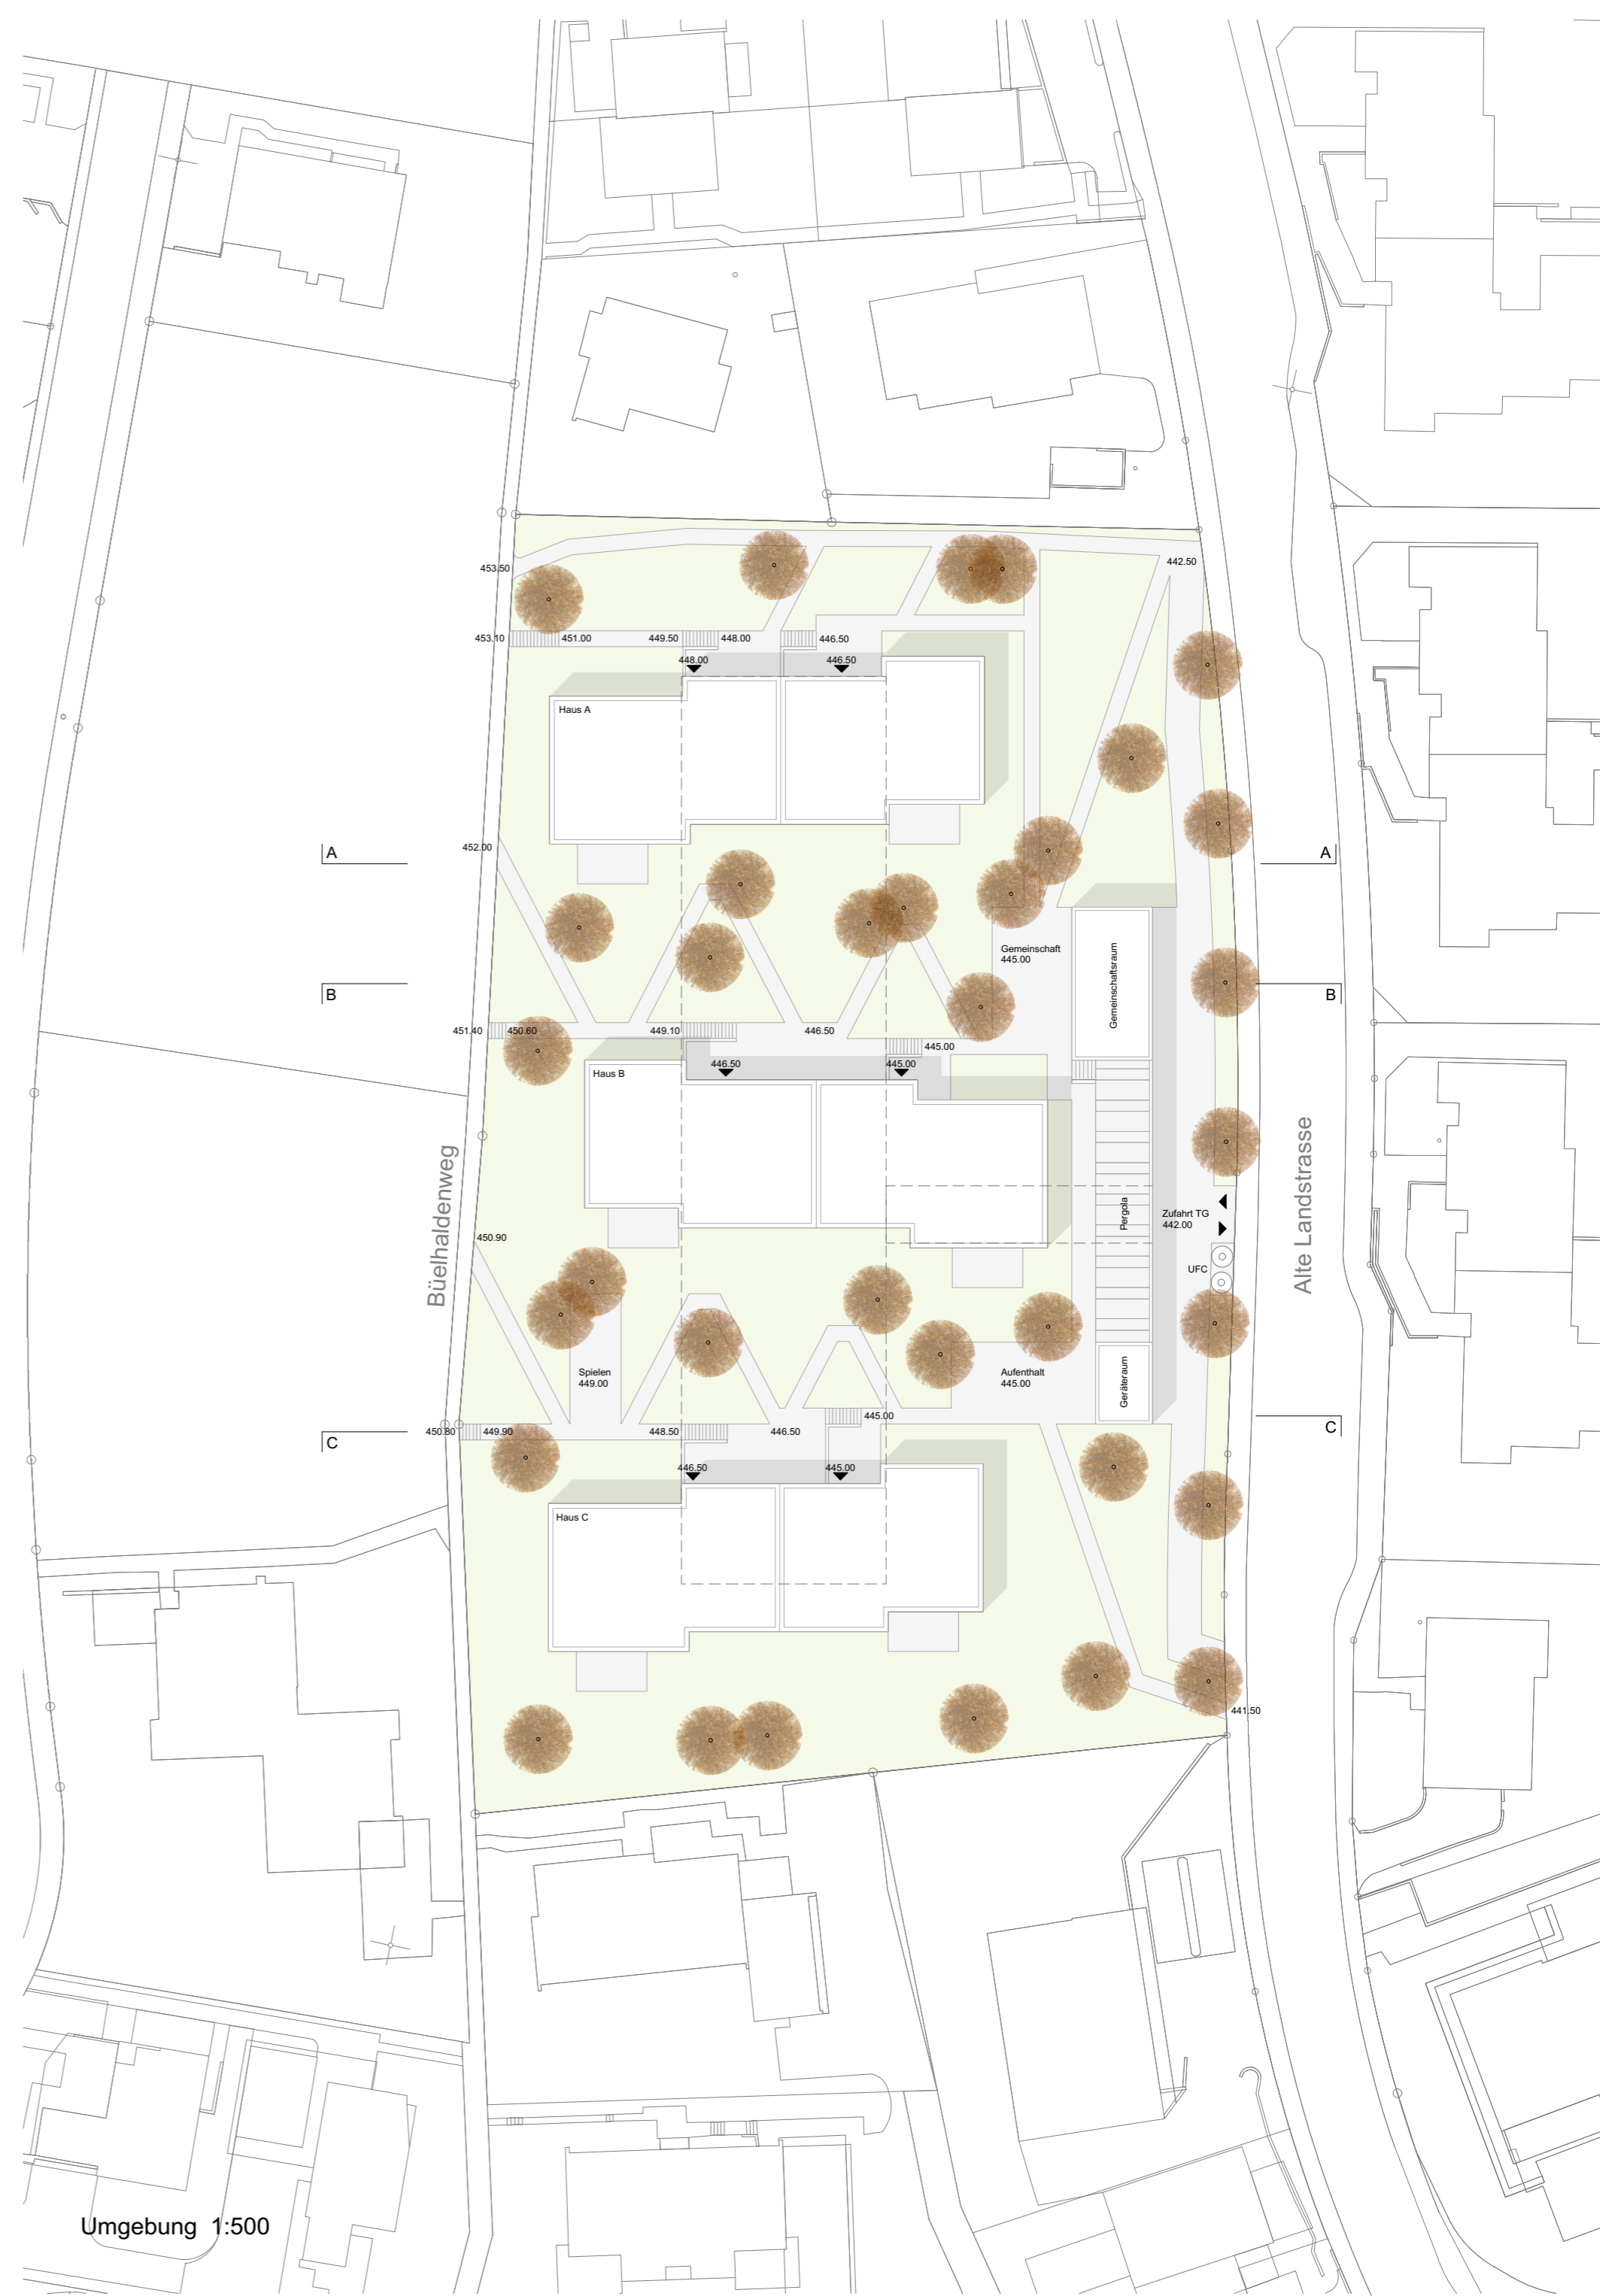 453.50
442.50
453.10
451.00
449.50
448.00
446.50
448.00
446.50
Haus A
452.00
A
A
Gemeinschaft
445.00
Gemeinschaftsraum
B
B
451.40
450.60
449.10
446.50
445.00
446.50
445.00
Haus B
Büelhaldenweg
Alte Landstrasse
Pergola
Zufahrt TG
442.00
450.90
UFC
Spielen
449.00
Aufenthalt
445.00
Geräteraum
C
C
450.80
449.90
448.50
446.50
445.00
446.50
445.00
Haus C
441.50
Umgebung 1:500